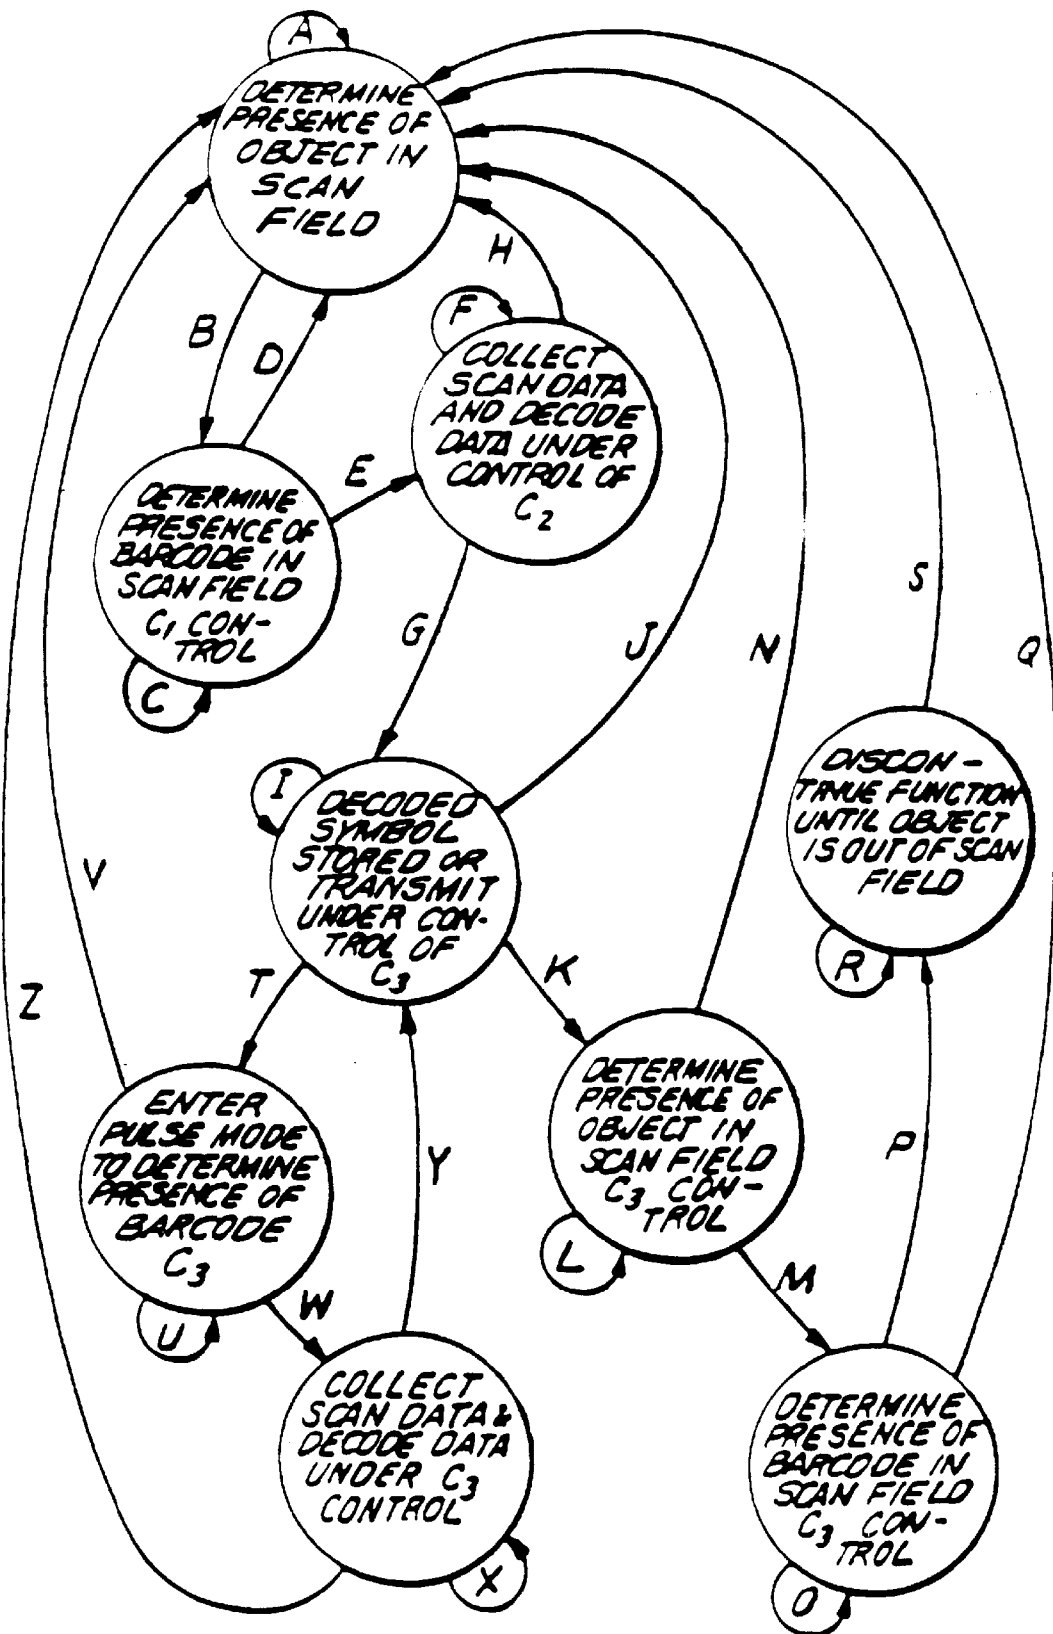 A
DETERMINE
PRESENCE OF
OBJECT IN
SCAN
FIELD
H
B
D
F
COLLECT
SCAN DATA
AND DECODE
DATA UNDER
CONTROL OF
C2
E
DETERMINE
PRESENCE OF
BARCODE IN
SCAN FIELD
C1 CON-
TROL
C
G
J
N
S
Q
DISCON-
TINUE FUNCTION
UNTIL OBJECT
IS OUT OF SCAN
FIELD
R
I
DECODED
SYMBOL
STORED OR
TRANSMIT
UNDER CON-
TROL OF
C3
V
Z
T
K
ENTER
PULSE MODE
TO DETERMINE
PRESENCE OF
BARCODE
C3
U
Y
DETERMINE
PRESENCE OF
OBJECT IN
SCAN FIELD
C3 CON-
TROL
L
P
W
M
COLLECT
SCAN DATA &
DECODE DATA
UNDER C3
CONTROL
X
DETERMINE
PRESENCE OF
BARCODE IN
SCAN FIELD
C3 CON-
TROL
O